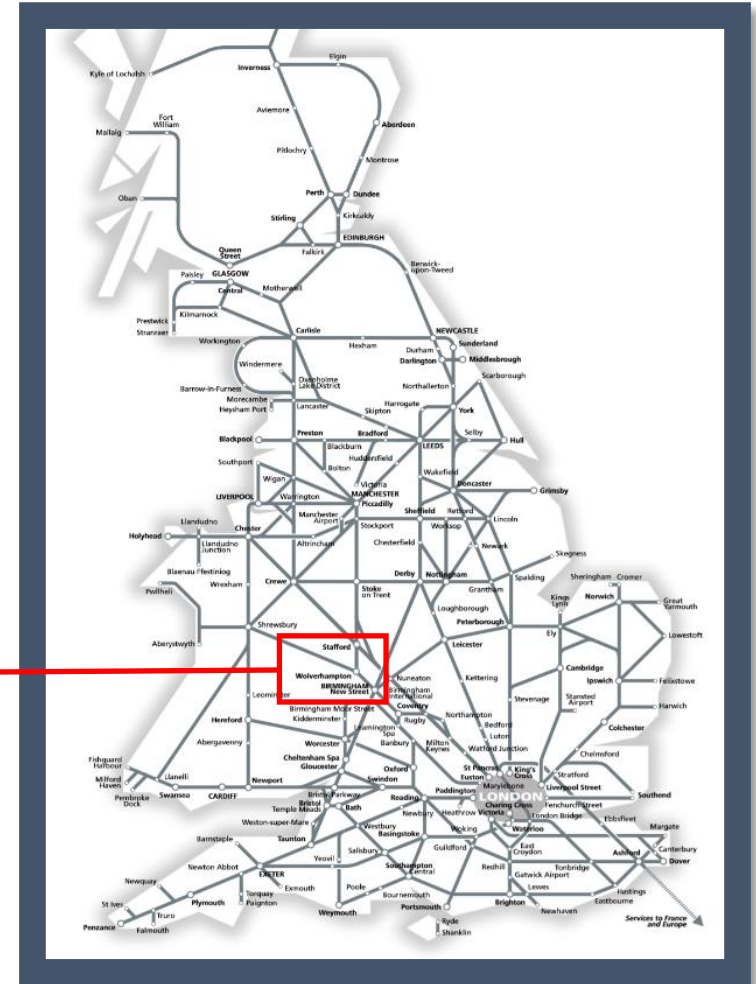 Elgin
Inverness
Kyle of Lochalsh
Aviemore
Fort
William
Mallaig
Aberdeen
Pitlochry
Montrose
Perth
Dundee
Oban
Stirling
Kirkcaldy
EDINBURGH
Queen
Street
Falkirk
Berwick-
upon-Tweed
Paisley
GLASGOW
Central
Motherwell
Prestwick
Kilmarnock
Stranraer
Carlisle
NEWCASTLE
Workington
Hexham
Sunderland
Durham
Darlington
Middlesbrough
Windermere
Scarborough
Oxenholme
Lake District
Barrow-in-Furness
Northallerton
Morecambe
Heysham Port
Lancaster
Harrogate
York
Skipton
Blackpool
Preston
Bradford
LEEDS
Selby
Hull
Blackburn
Huddersfield
Southport
Bolton
Wakefield
Wigan
Victoria
Doncaster
MANCHESTER
Grimsby
LIVERPOOL
Warrington
Piccadilly
Manchester
Airport
Sheffield
Retford
Llandudno
Stockport
Worksop
Lincoln
Holyhead
Chester
Llandudno
Junction
Altrincham
Chesterfield
Newark
Skegness
Blaenau Ffestiniog
Pwllheli
Wrexham
Crewe
Stoke
on Trent
Derby
Nottingham
Grantham
Spalding
Sheringham
Cromer
Loughborough
Kings
Lynn
Norwich
Great
Yarmouth
Shrewsbury
Peterborough
Aberystwyth
Stafford
Leicester
Ely
Lowestoft
Wolverhampton
BIRMINGHAM
New Street
Nuneaton
Birmingham
International
Kettering
Cambridge
Ipswich
Felixstowe
Leominster
Stevenage
Stansted
Airport
Harwich
Birmingham Moor Street
Coventry
Hereford
Kidderminster
Rugby
Northampton
Leamington
Spa
Bedford
Colchester
Abergavenny
Worcester
Banbury
Milton
Keynes
Luton
Watford Junction
Chelmsford
Fishguard
Harbour
Cheltenham Spa
Gloucester
Oxford
St Pancras
King's
Cross
Stratford
Milford
Haven
Llanelli
Newport
Swindon
Euston
Marylebone
Liverpool Street
Pembroke
Dock
Swansea
CARDIFF
Bristol Parkway
Reading
Paddington
LONDON
Southend
Bristol
Temple Meads
Bath
Charing Cross
Fenchurch Street
Newbury
Heathrow
Victoria
London Bridge
Ebbsfleet
Weston-super-Mare
Waterloo
Westbury
Basingstoke
Woking
Margate
Barnstaple
Taunton
East
Croydon
Canterbury
Yeovil
Salisbury
Guildford
Redhill
Tonbridge
Ashford
Dover
Newton Abbot
EXETER
Southampton
Central
Gatwick Airport
Newquay
Exmouth
Poole
Lewes
Hastings
Torquay
Paignton
Bournemouth
Eastbourne
St Ives
Plymouth
Weymouth
Portsmouth
Brighton
Newhaven
Truro
Penzance
Falmouth
Ryde
Shanklin
Services to France
and Europe